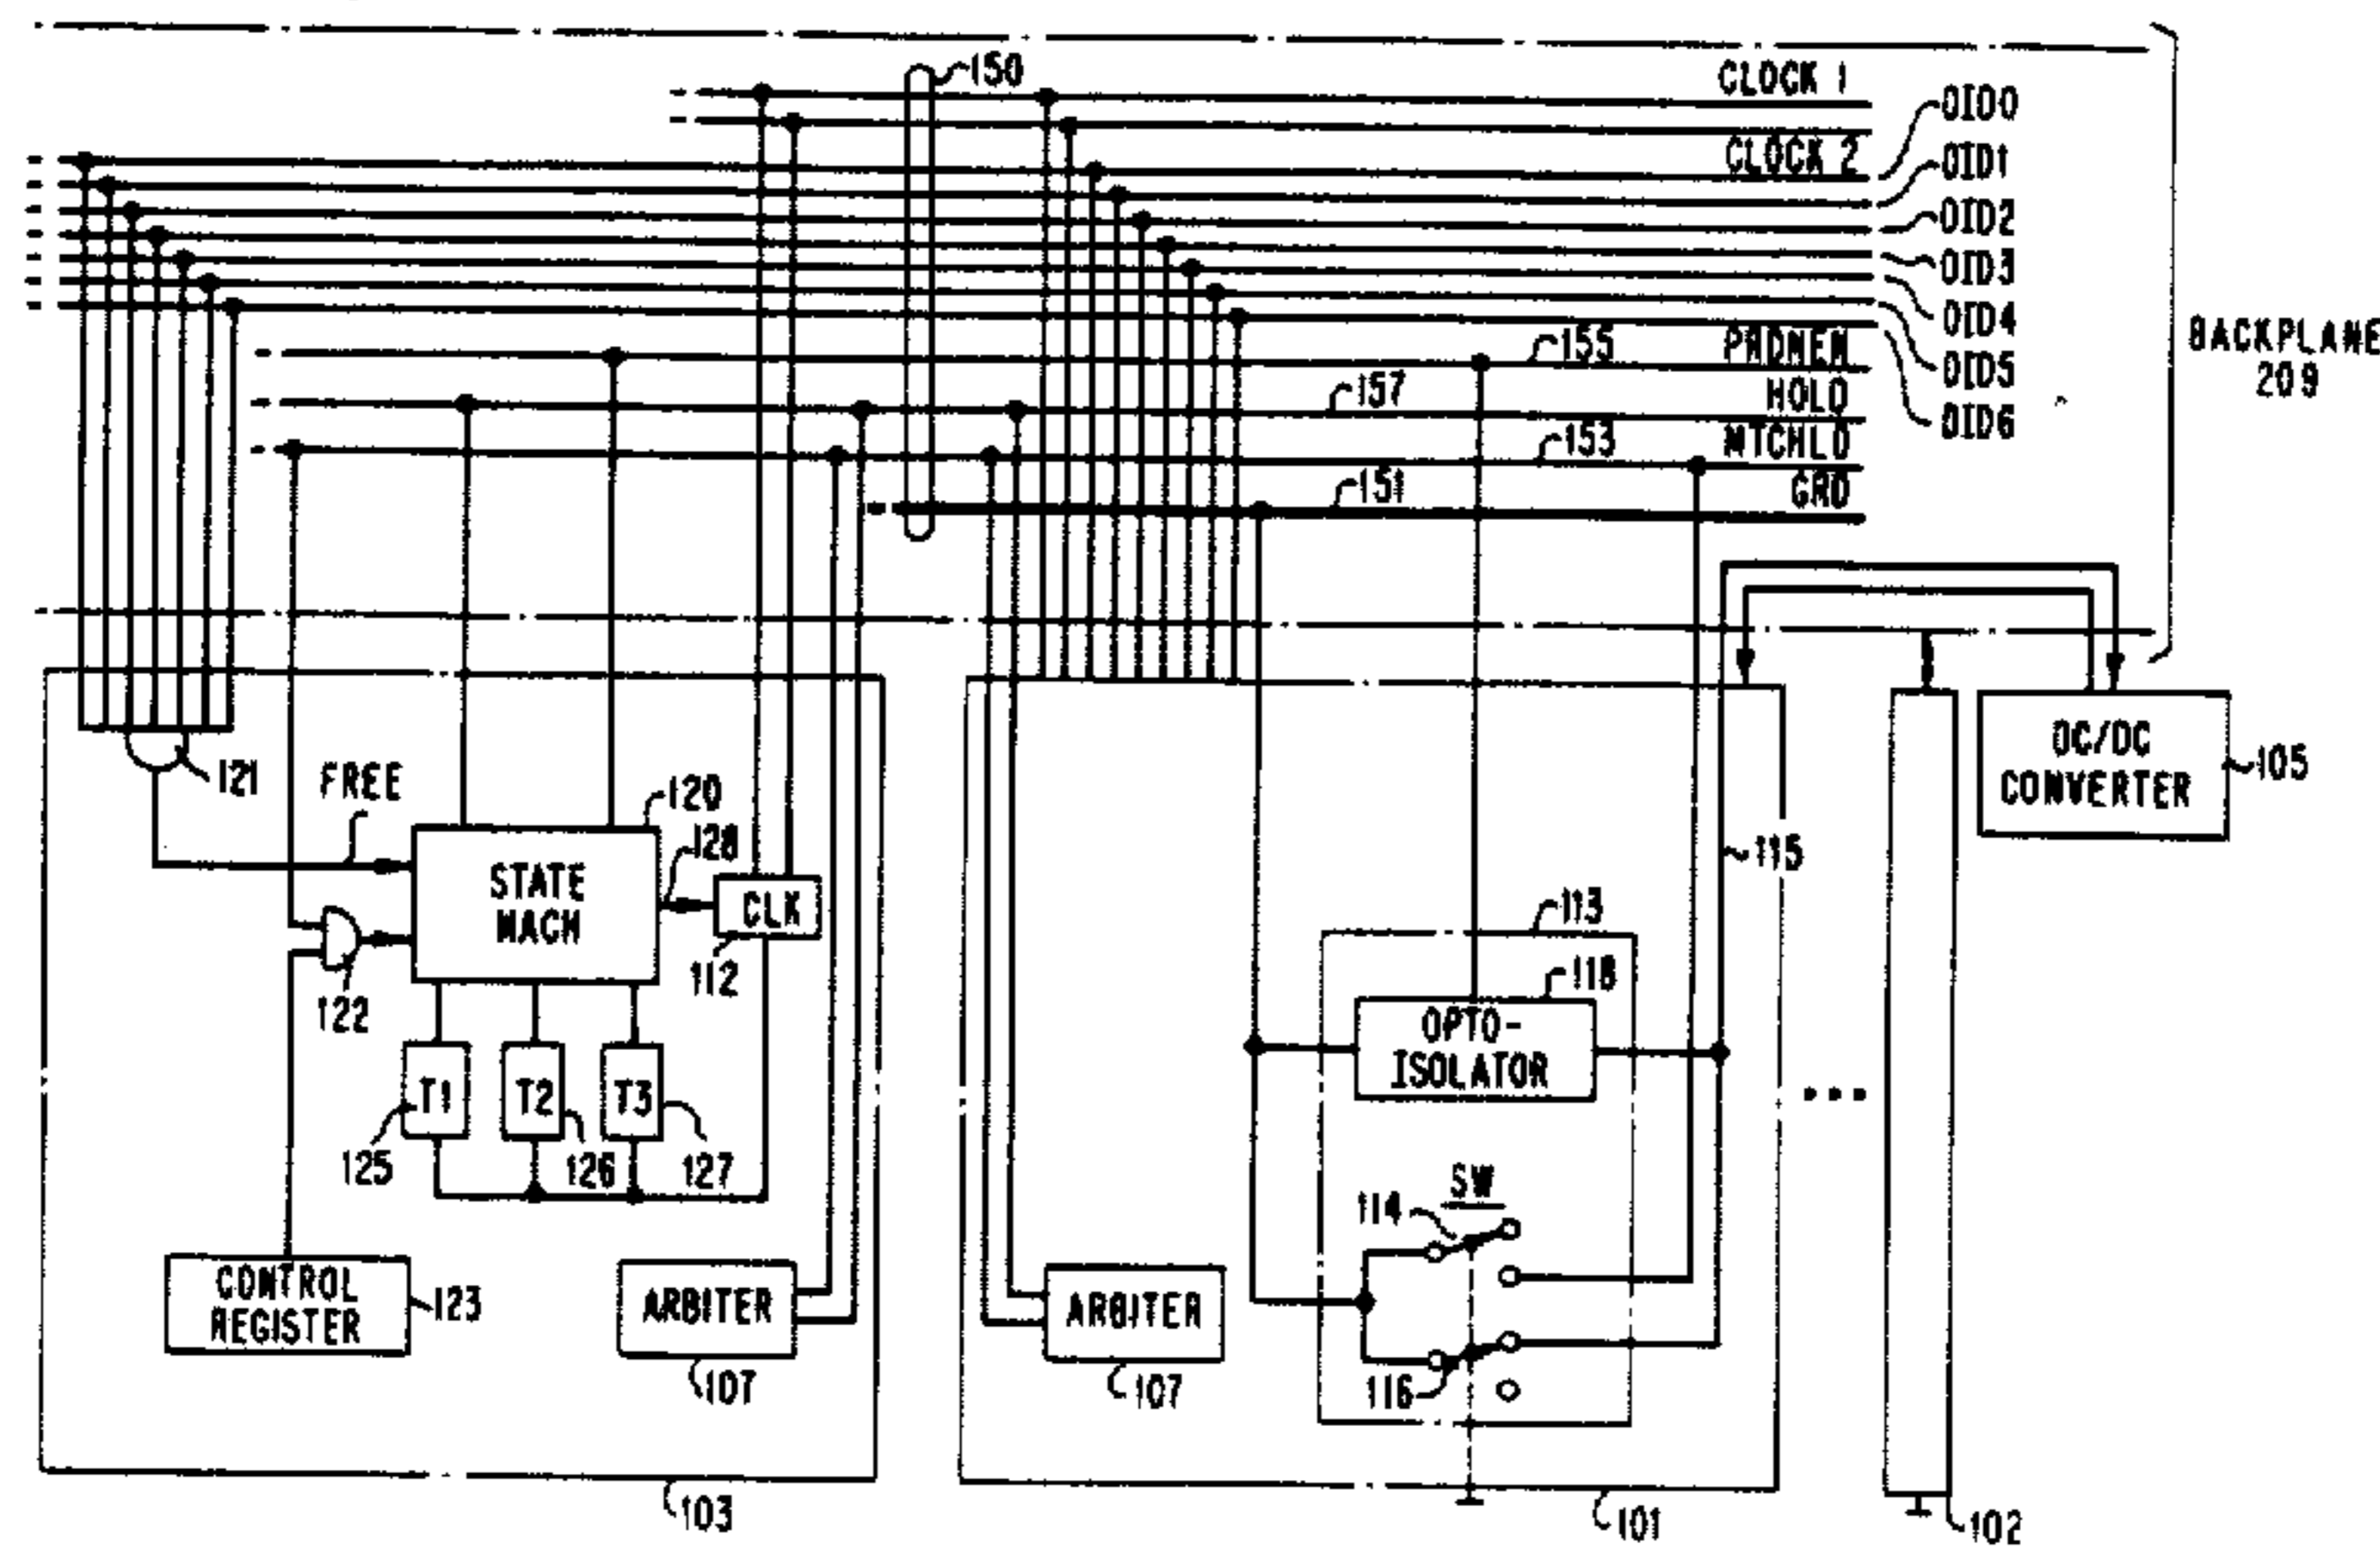 150
CLOCK 1
OID0
CLOCK 2
OID1
OID2
OID3
OID4
155
PRDMEM
OID5
BACKPLANE
209
157
HOLD
OID6
153
MTCHLD
151
GRD
121
FREE
120
128
STATE
MACH
CLK
112
122
T1
T2
T3
125
126
127
CONTROL
REGISTER
123
ARBITER
107
103
DC/DC
CONVERTER
105
115
113
118
OPTO-
ISOLATOR
SW
114
116
ARBITER
107
101
102